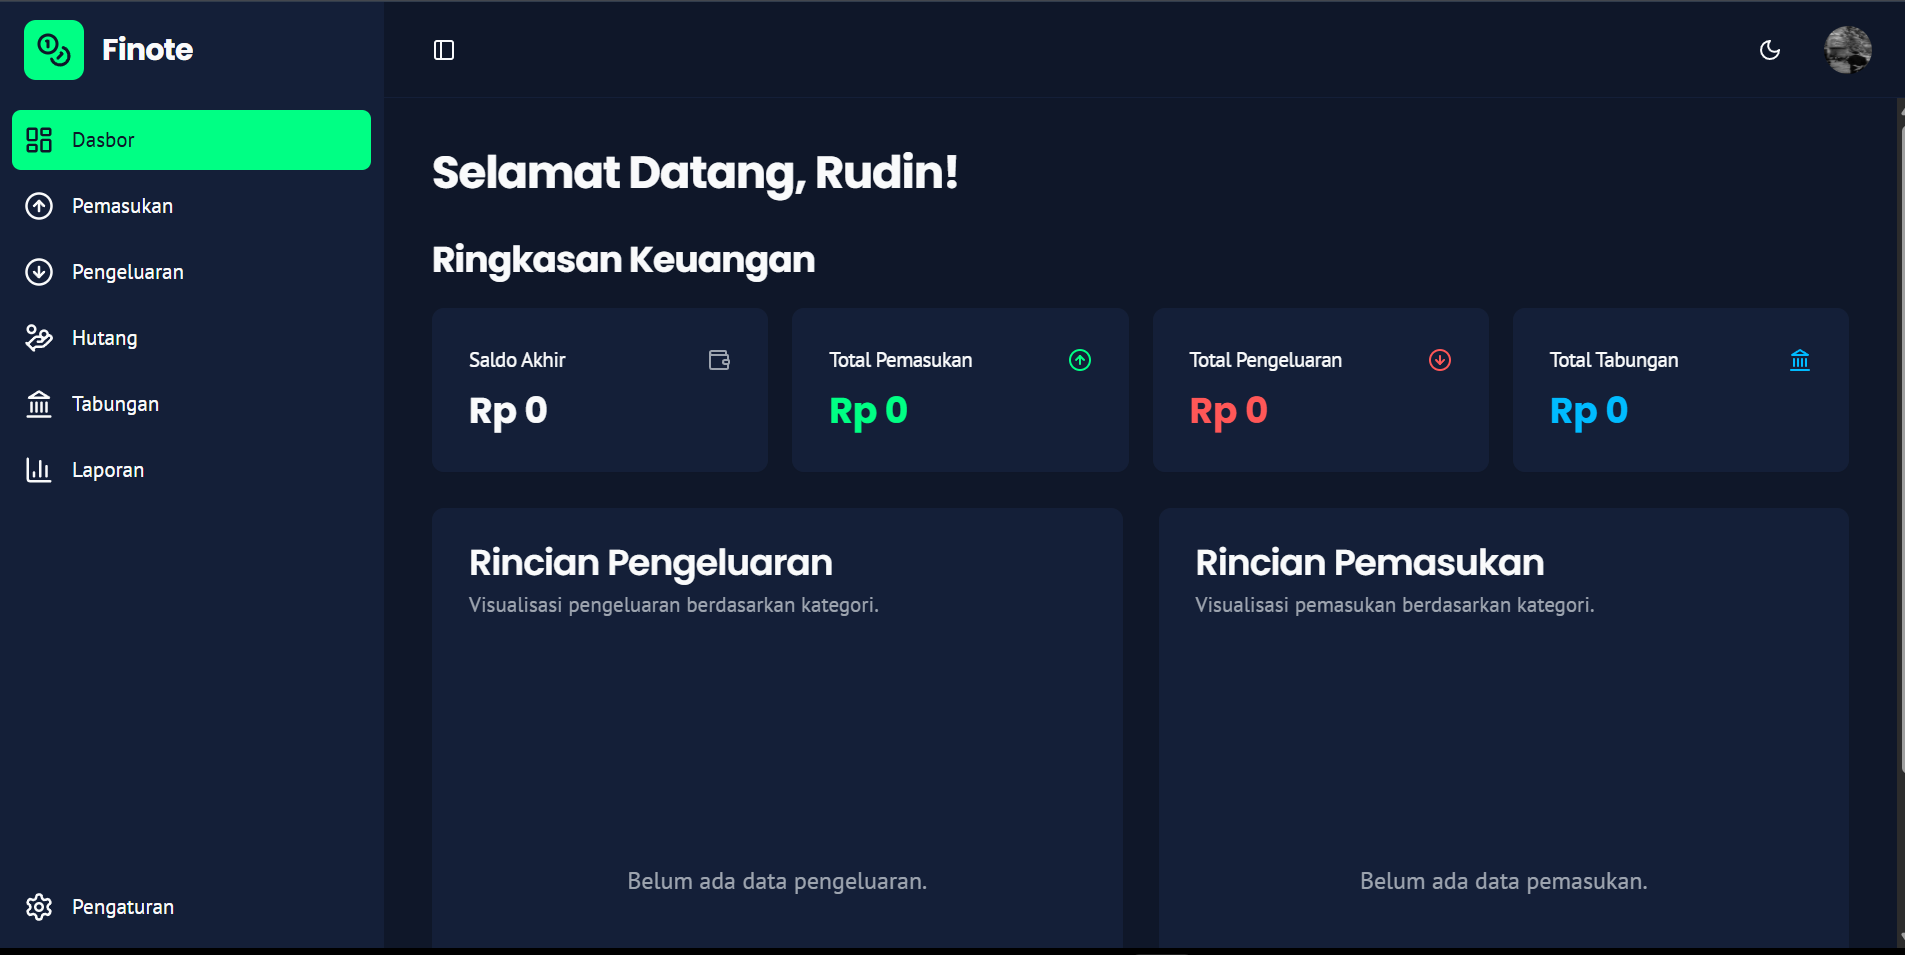 Finote
Dasbor
Pemasukan
Pengeluaran
Hutang
Tabungan
Laporan
Pengaturan
Selamat Datang, Rudin!
Ringkasan Keuangan
Saldo Akhir
Rp 0
Total Pemasukan
Rp 0
Total Pengeluaran
Rp 0
Total Tabungan
Rp 0
Rincian Pengeluaran
Visualisasi pengeluaran berdasarkan kategori.
Belum ada data pengeluaran.
Rincian Pemasukan
Visualisasi pemasukan berdasarkan kategori.
Belum ada data pemasukan.